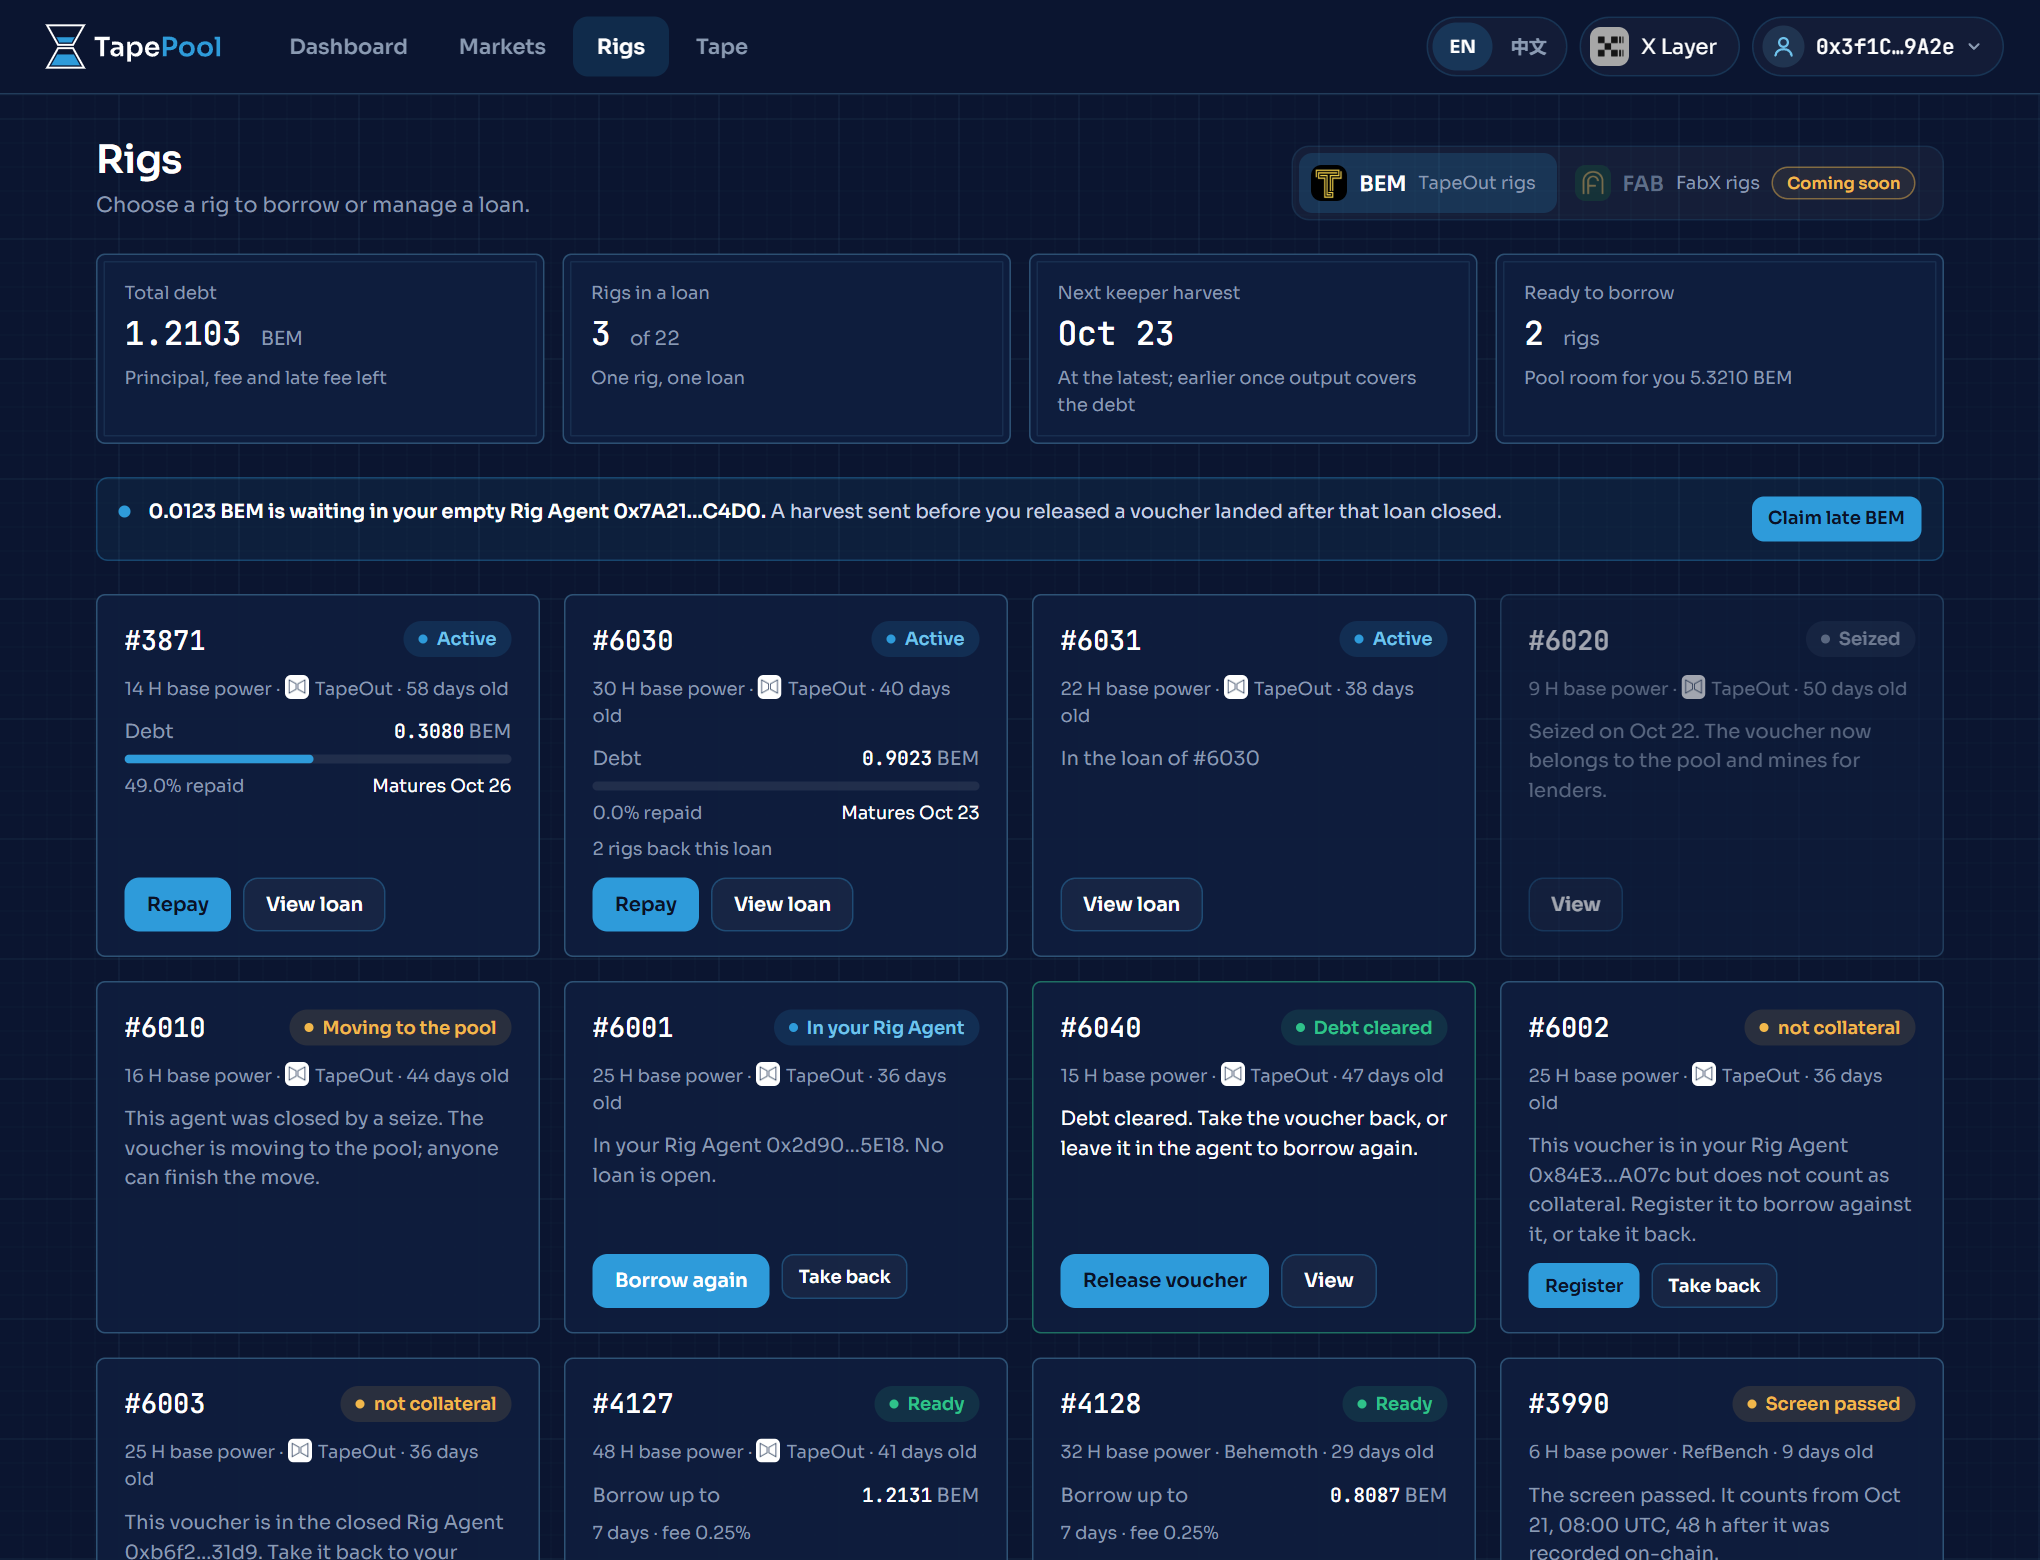 TapePool
Dashboard
Markets
Rigs
Tape
EN
中文
X Layer
0x3f1C…9A2e
Rigs
Choose a rig to borrow or manage a loan.
BEM TapeOut rigs
FAB FabX rigs Coming soon
Total debt
1.2103 BEM
Principal, fee and late fee left
Rigs in a loan
3 of 22
One rig, one loan
Next keeper harvest
Oct 23
At the latest; earlier once output covers
the debt
Ready to borrow
2 rigs
Pool room for you 5.3210 BEM
0.0123 BEM is waiting in your empty Rig Agent 0x7A21…C4D0. A harvest sent before you released a voucher landed after that loan closed.
Claim late BEM
#3871 Active
14 H base power · TapeOut · 58 days old
Debt 0.3080 BEM
49.0% repaid Matures Oct 26
Repay View loan
#6030 Active
30 H base power · TapeOut · 40 days
old
Debt 0.9023 BEM
0.0% repaid Matures Oct 23
2 rigs back this loan
Repay View loan
#6031 Active
22 H base power · TapeOut · 38 days
old
In the loan of #6030
View loan
#6020 Seized
9 H base power · TapeOut · 50 days old
Seized on Oct 22. The voucher now
belongs to the pool and mines for
lenders.
View
#6010 Moving to the pool
16 H base power · TapeOut · 44 days old
This agent was closed by a seize. The
voucher is moving to the pool; anyone
can finish the move.
#6001 In your Rig Agent
25 H base power · TapeOut · 36 days
old
In your Rig Agent 0x2d90…5E18. No
loan is open.
Borrow again Take back
#6040 Debt cleared
15 H base power · TapeOut · 47 days old
Debt cleared. Take the voucher back, or
leave it in the agent to borrow again.
Release voucher View
#6002 not collateral
25 H base power · TapeOut · 36 days
old
This voucher is in your Rig Agent
0x84E3…A07c but does not count as
collateral. Register it to borrow against
it, or take it back.
Register Take back
#6003 not collateral
25 H base power · TapeOut · 36 days
old
This voucher is in the closed Rig Agent
0xb6f2…31d9. Take it back to your
#4127 Ready
48 H base power · TapeOut · 41 days old
Borrow up to 1.2131 BEM
7 days · fee 0.25%
#4128 Ready
32 H base power · Behemoth · 29 days old
Borrow up to 0.8087 BEM
7 days · fee 0.25%
#3990 Screen passed
6 H base power · RefBench · 9 days old
The screen passed. It counts from Oct
21, 08:00 UTC, 48 h after it was
recorded on-chain.